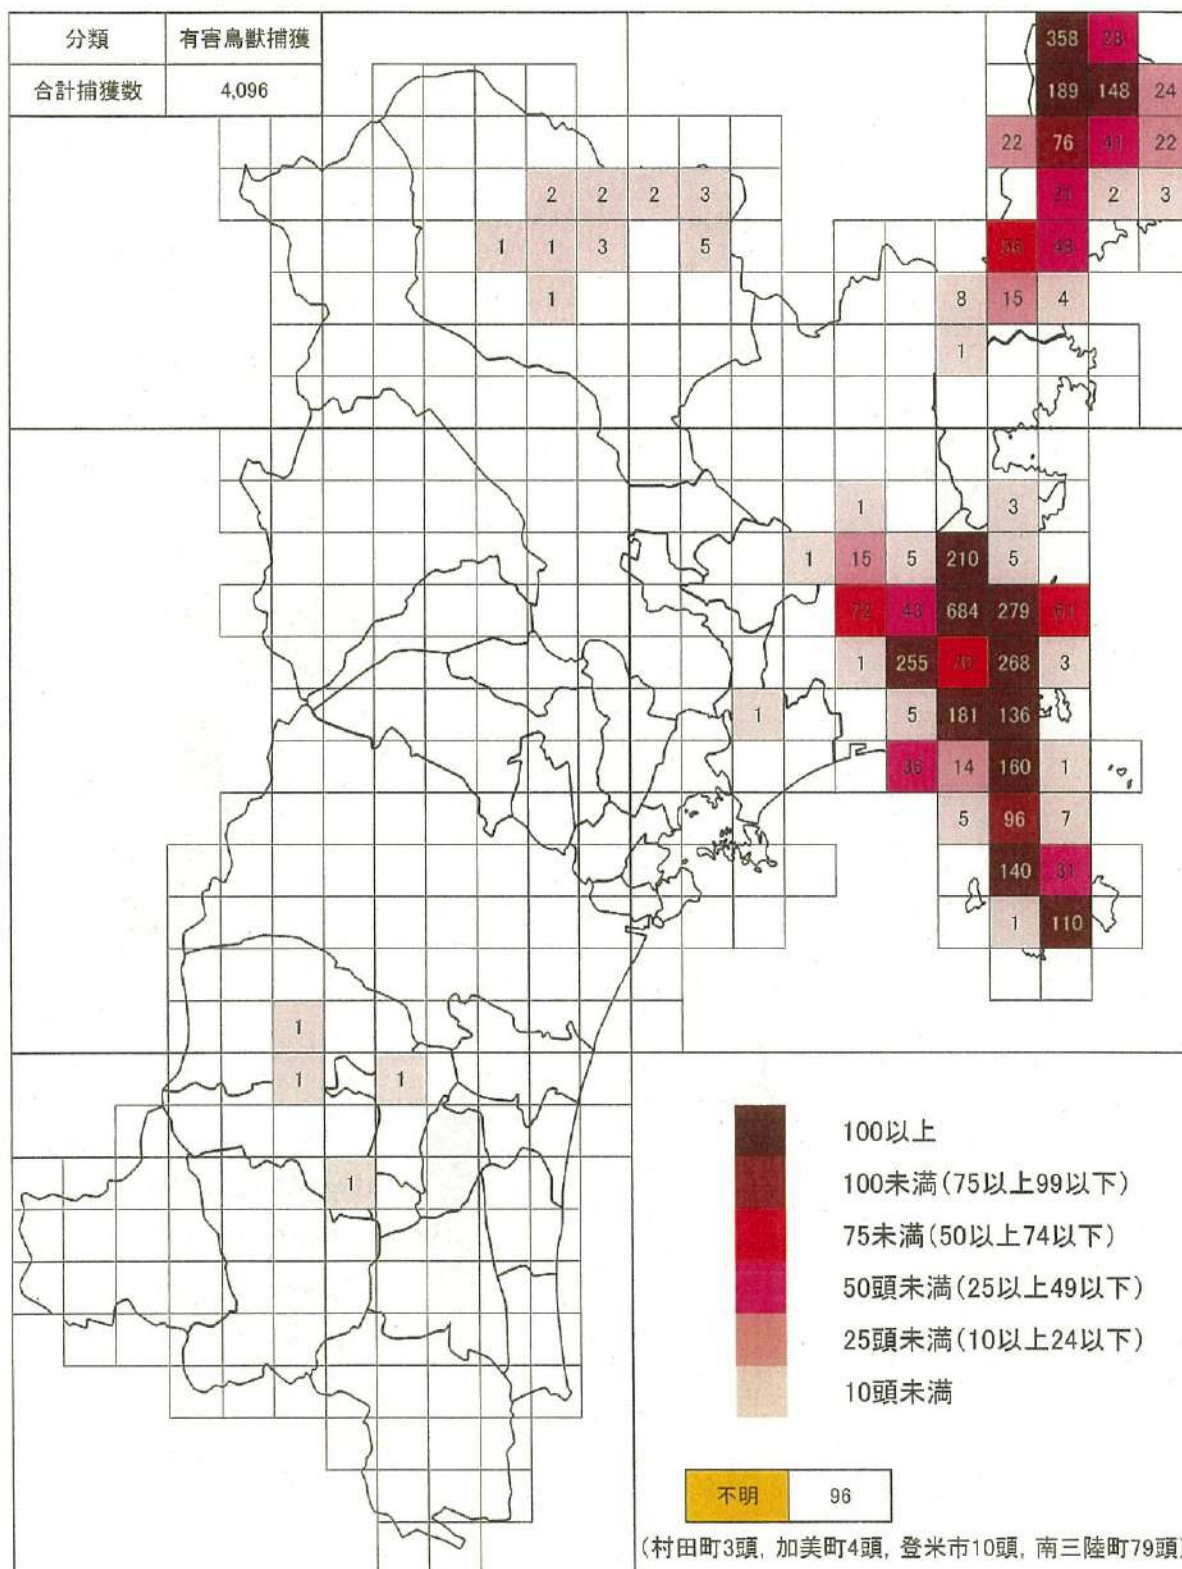 分類 有害鳥獣捕獲
合計捕獲数 4,096
358 28
189 148 24
22 76 41 22
2 2 2 3 31 2 3
1 1 3 5 56 48
1 8 15 4
1
1 3
1 15 5 210 5
72 43 684 279 61
1 255 70 268 3
1 5 181 136
36 14 160 1
5 96 7
140 31
1 110
1
1 1
1
100以上
100未満(75以上99以下)
75未満(50以上74以下)
50頭未満(25以上49以下)
25頭未満(10以上24以下)
10頭未満
不明 96
(村田町3頭, 加美町4頭, 登米市10頭, 南三陸町79頭)